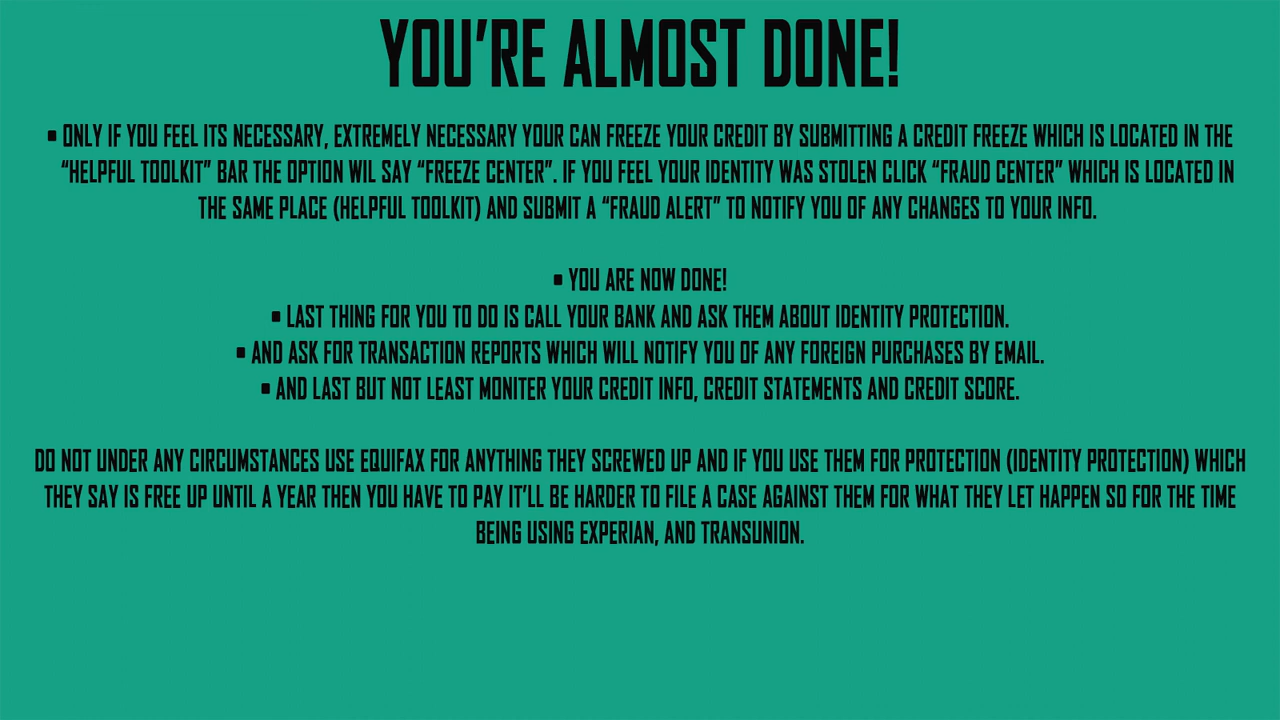 YOU'RE ALMOST DONE!
• ONLY IF YOU FEEL ITS NECESSARY, EXTREMELY NECESSARY YOUR CAN FREEZE YOUR CREDIT BY SUBMITTING A CREDIT FREEZE WHICH IS LOCATED IN THE
“HELPFUL TOOLKIT” BAR THE OPTION WIL SAY “FREEZE CENTER”. IF YOU FEEL YOUR IDENTITY WAS STOLEN CLICK “FRAUD CENTER” WHICH IS LOCATED IN
THE SAME PLACE (HELPFUL TOOLKIT) AND SUBMIT A “FRAUD ALERT” TO NOTIFY YOU OF ANY CHANGES TO YOUR INFO.
• YOU ARE NOW DONE!
• LAST THING FOR YOU TO DO IS CALL YOUR BANK AND ASK THEM ABOUT IDENTITY PROTECTION.
• AND ASK FOR TRANSACTION REPORTS WHICH WILL NOTIFY YOU OF ANY FOREIGN PURCHASES BY EMAIL.
• AND LAST BUT NOT LEAST MONITER YOUR CREDIT INFO, CREDIT STATEMENTS AND CREDIT SCORE.
DO NOT UNDER ANY CIRCUMSTANCES USE EQUIFAX FOR ANYTHING THEY SCREWED UP AND IF YOU USE THEM FOR PROTECTION (IDENTITY PROTECTION) WHICH
THEY SAY IS FREE UP UNTIL A YEAR THEN YOU HAVE TO PAY IT'LL BE HARDER TO FILE A CASE AGAINST THEM FOR WHAT THEY LET HAPPEN SO FOR THE TIME
BEING USING EXPERIAN, AND TRANSUNION.